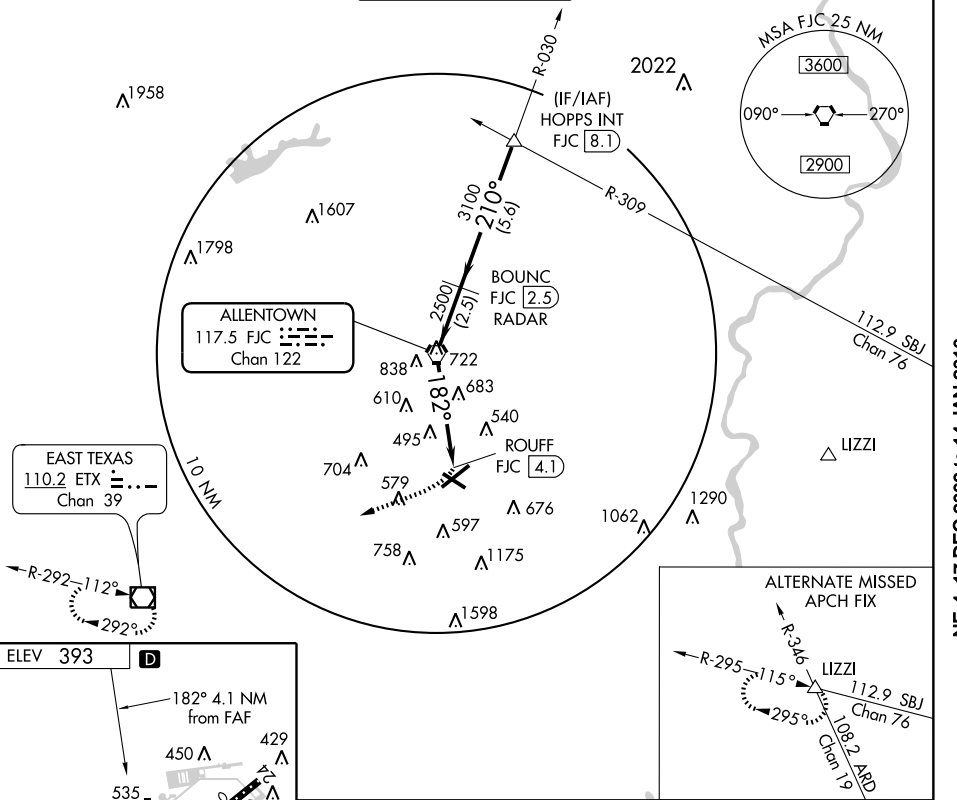 R-030
2022
MSA FJC 25 NM
3600
090°
270°
2900
1958
(IF/IAF)
HOPPS INT
FJC 8.1
R-309
3100
210°
(5.6)
1607
1798
BOUNC
FJC 2.5
RADAR
2500
(2.5)
ALLENTOWN
117.5 FJC
Chan 122
112.9 SBJ
Chan 76
838
722
182°
683
610
540
495
ROUFF
FJC 4.1
LIZZI
704
579
EAST TEXAS
110.2 ETX
Chan 39
10 NM
676
1062
1290
597
758
1175
R-292
112°
292°
1598
ALTERNATE MISSED
APCH FIX
R-346
R-295
115°
LIZZI
295°
112.9 SBJ
Chan 76
108.2 ARD
Chan 19
ELEV 393
D
182° 4.1 NM
from FAF
450
429
24
535